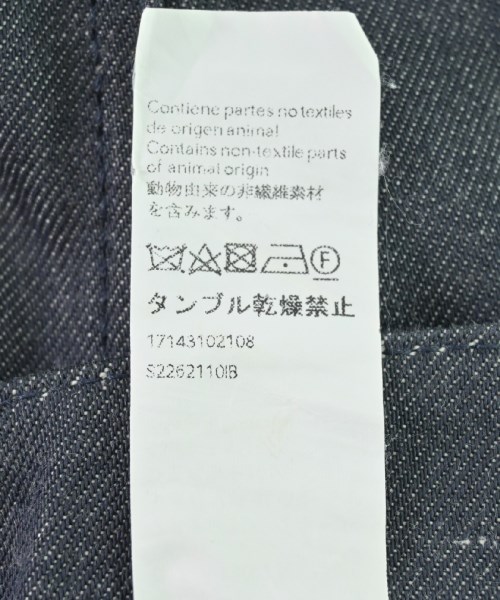 Contiene partes no textiles
de origen animal
Contains non-textile parts
of animal origin
動物由来の非繊維素材
を含みます。
F
タンブル乾燥禁止
17143102108
S2262110IB